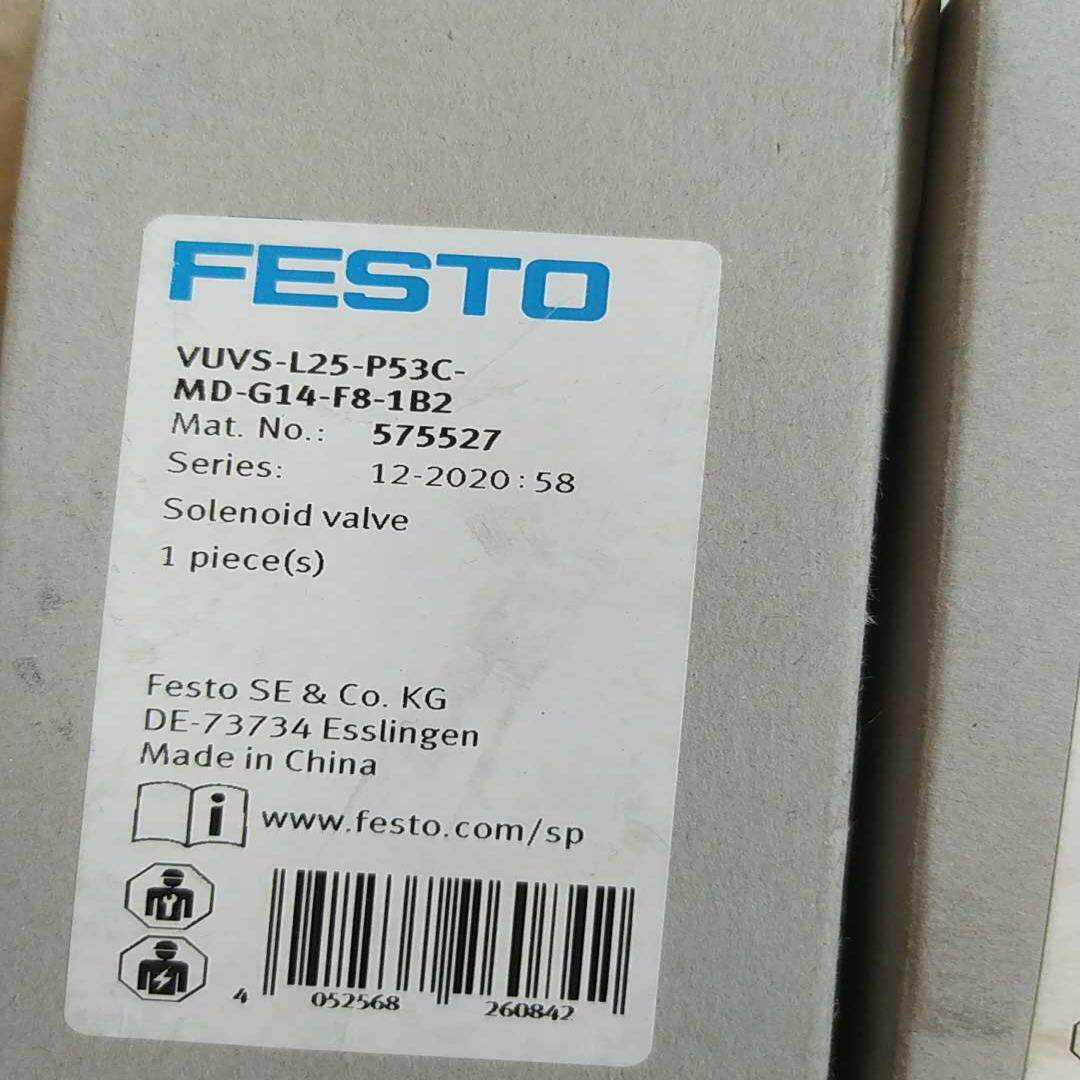 FESTO
VUVS-L25-P53C-
MD-G14-F8-1B2
Mat. No.: 575527
Series: 12-2020:58
Solenoid valve
1 piece(s)
Festo SE & Co. KG
DE-73734 Esslingen
Made in China
i www.festo.com/sp
4 052568 260842